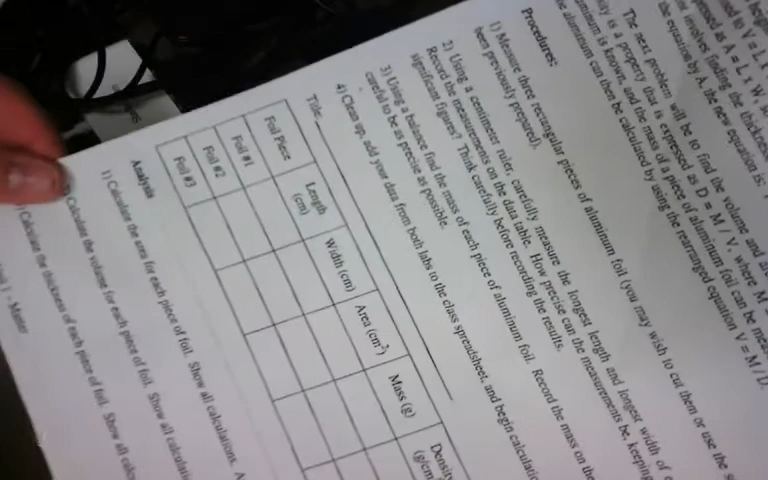 to V = L
used as A = L x W,
involves finding the thickness
the equation by A, the new equation is:
The next problem will be to find the volume and
is a property that is expressed as D = M / V, where M
is known, and the mass of a piece of aluminum foil can be
aluminum can then be calculated by using the rearranged equation V = M / D.
Procedures:
1) Measure three rectangular pieces of aluminum foil (you may wish to cut them or use the
been previously prepared).
2) Using a centimeter ruler, carefully measure the longest length and longest width of
Record the measurements on the data table. How precise can the measurements be, keeping
significant figures? Think carefully before recording the results.
3) Using a balance find the mass of each piece of aluminum foil. Record the mass on the
careful to be as precise as possible.
4) Clean up, add your data from both labs to the class spreadsheet, and begin
Title:
Foil Piece Length (cm) Width (cm) Area (cm²) Mass (g) Density
Foil #1
Foil #2
Foil #3
Analysis
1) Calculate the area for each piece of foil. Show all calculations.
Calculate the volume for each piece of foil. Show all
Calculate the thickness of each piece of foil. Show all